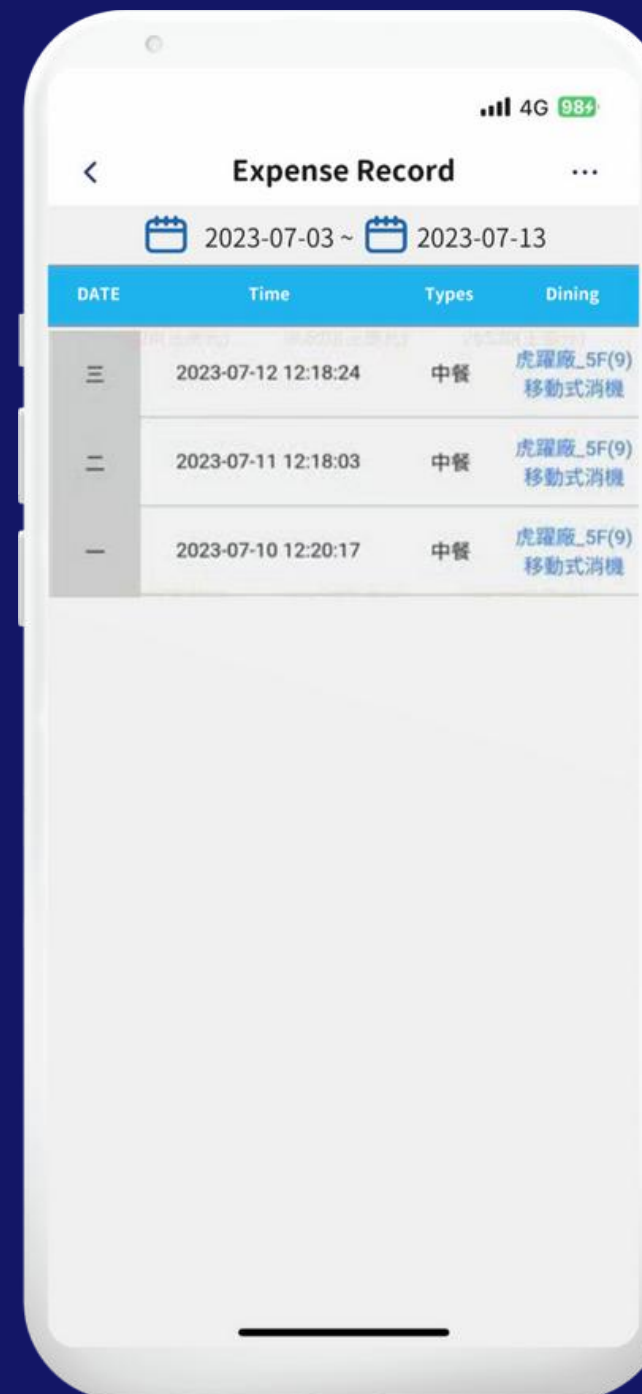 4G 98
Expense Record
2023-07-03 ~ 2023-07-13
DATE Time Types Dining
三 2023-07-12 12:18:24 中餐 虎躍廠_5F(9)
移動式消機
二 2023-07-11 12:18:03 中餐 虎躍廠_5F(9)
移動式消機
一 2023-07-10 12:20:17 中餐 虎躍廠_5F(9)
移動式消機